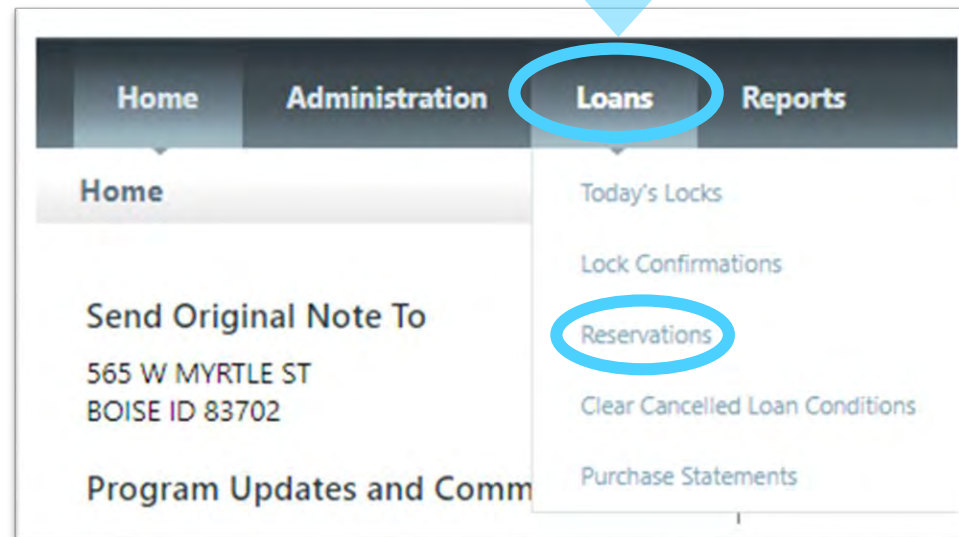 Home Administration Loans Reports
Home
Today's Locks
Lock Confirmations
Reservations
Clear Cancelled Loan Conditions
Purchase Statements
Send Original Note To
565 W MYRTLE ST
BOISE ID 83702
Program Updates and Comm